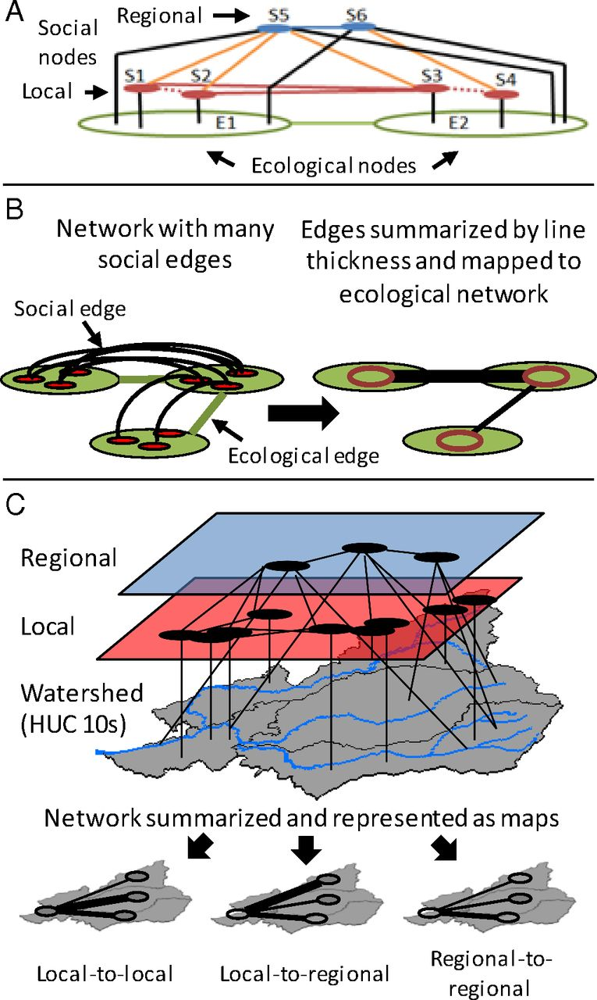 A
Regional
S5
S6
Social
nodes
S1
S2
S3
S4
Local
E1
E2
Ecological nodes
B
Network with many
social edges
Edges summarized by line
thickness and mapped to
ecological network
Social edge
Ecological edge
C
Regional
Local
Watershed
(HUC 10s)
Network summarized and represented as maps
Local-to-local
Local-to-regional
Regional-to-
regional